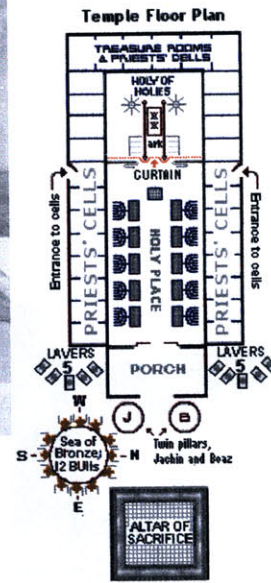 Temple Floor Plan
TREASURE ROOMS
& PRIESTS' CELLS
HOLY OF
HOLIES
ark
CURTAIN
Entrance to cells
PRIESTS' CELLS
HOLY PLACE
PRIESTS' CELLS
Entrance to cells
LAVERS
5
PORCH
LAVERS
5
J
B
Twin pillars,
Jachin and Boaz
W
S
Sea of
Bronze;
12 Bulls
N
E
ALTAR OF
SACRIFICE